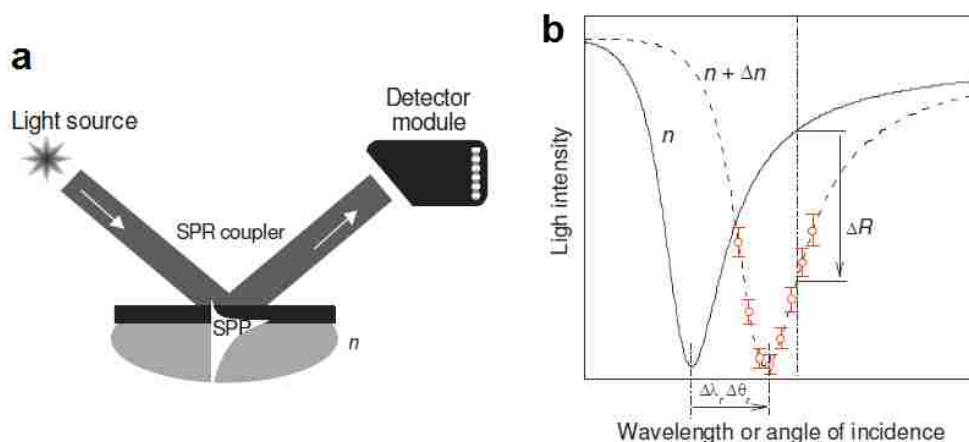 a
Light source
Detector
module
SPR coupler
SPP
n
b
n + Δn
n
Ligh intensity
ΔR
Δλr Δθr
Wavelength or angle of incidence